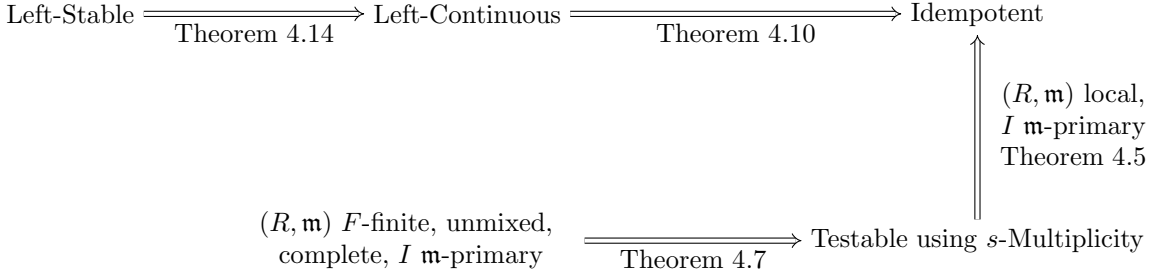 Left-Stable Left-Continuous Idempotent
Theorem 4.14 Theorem 4.10
(R, 𝔪) local,
I 𝔪-primary
Theorem 4.5
(R, 𝔪) F-finite, unmixed,
complete, I 𝔪-primary
Theorem 4.7
Testable using s-Multiplicity